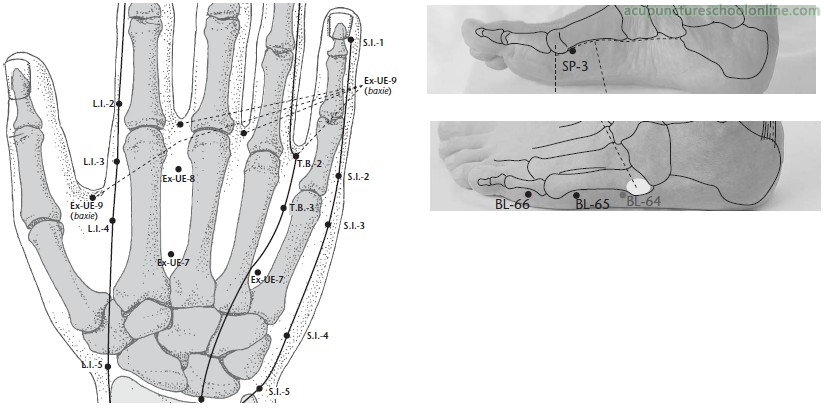 S.I.-1
Ex-UE-9
(baxie)
L.I.-2
L.I.-3
T.B.-2
Ex-UE-8
S.I.-2
Ex-UE-9
(baxie)
T.B.-3
L.I.-4
S.I.-3
Ex-UE-7
Ex-UE-7
S.I.-4
L.I.-5
S.I.-5
acupunctureschoolonline.com
SP-3
BL-66
BL-65
BL-64